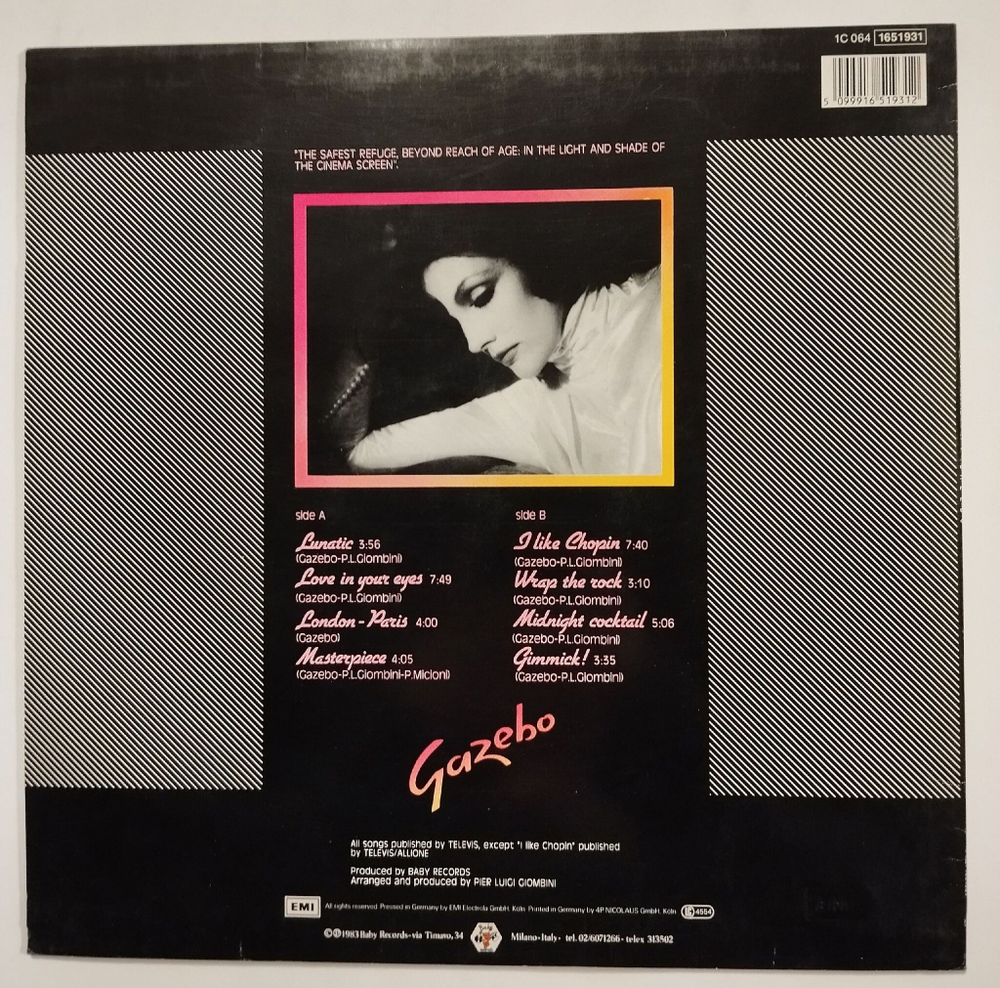 1C 064 1651931
5 099916 519312
"THE SAFEST REFUGE, BEYOND REACH OF AGE: IN THE LIGHT AND SHADE OF
THE CINEMA SCREEN".
side A
Lunatic 3:56
(Gazebo-P.L.Giombini)
Love in your eyes 7:49
(Gazebo-P.L.Giombini)
London-Paris 4:00
(Gazebo)
Masterpiece 4:05
(Gazebo-P.L.Giombini-P.Micioni)
side B
I like Chopin 7:40
(Gazebo-P.L.Giombini)
Wrap the rock 3:10
(Gazebo-P.L.Giombini)
Midnight cocktail 5:06
(Gazebo-P.L.Giombini)
Gimmick! 3:35
(Gazebo-P.L.Giombini)
Gazebo
All songs published by TELEVIS, except "I like Chopin" published
by TELEVIS/ALLIONE
Produced by BABY RECORDS
Arranged and produced by PIER LUIGI GIOMBINI
EMI All rights reserved. Pressed in Germany by EMI Electrola GmbH, Köln. Printed in Germany by 4P NICOLAUS GmbH, Köln LC 4554
©℗1983 Baby Records-via Timavo, 34 Milano-Italy- tel. 02/6071266-telex 313502